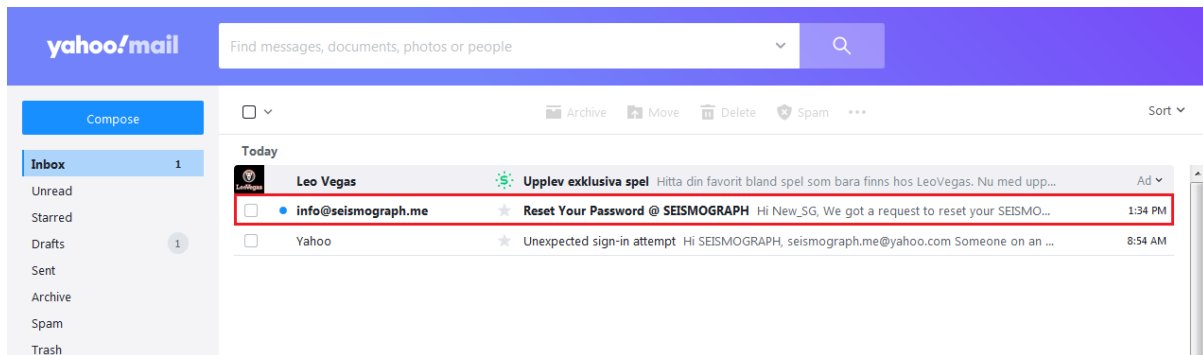 yahoo!mail
Find messages, documents, photos or people
Compose
Archive Move Delete Spam
Sort
Inbox 1
Unread
Starred
Drafts 1
Sent
Archive
Spam
Trash
Today
LeoVegas Leo Vegas Upplev exklusiva spel Hitta din favorit bland spel som bara finns hos LeoVegas. Nu med upp... Ad
info@seismograph.me Reset Your Password @ SEISMOGRAPH Hi New_SG, We got a request to reset your SEISMO... 1:34 PM
Yahoo Unexpected sign-in attempt Hi SEISMOGRAPH, seismograph.me@yahoo.com Someone on an ... 8:54 AM